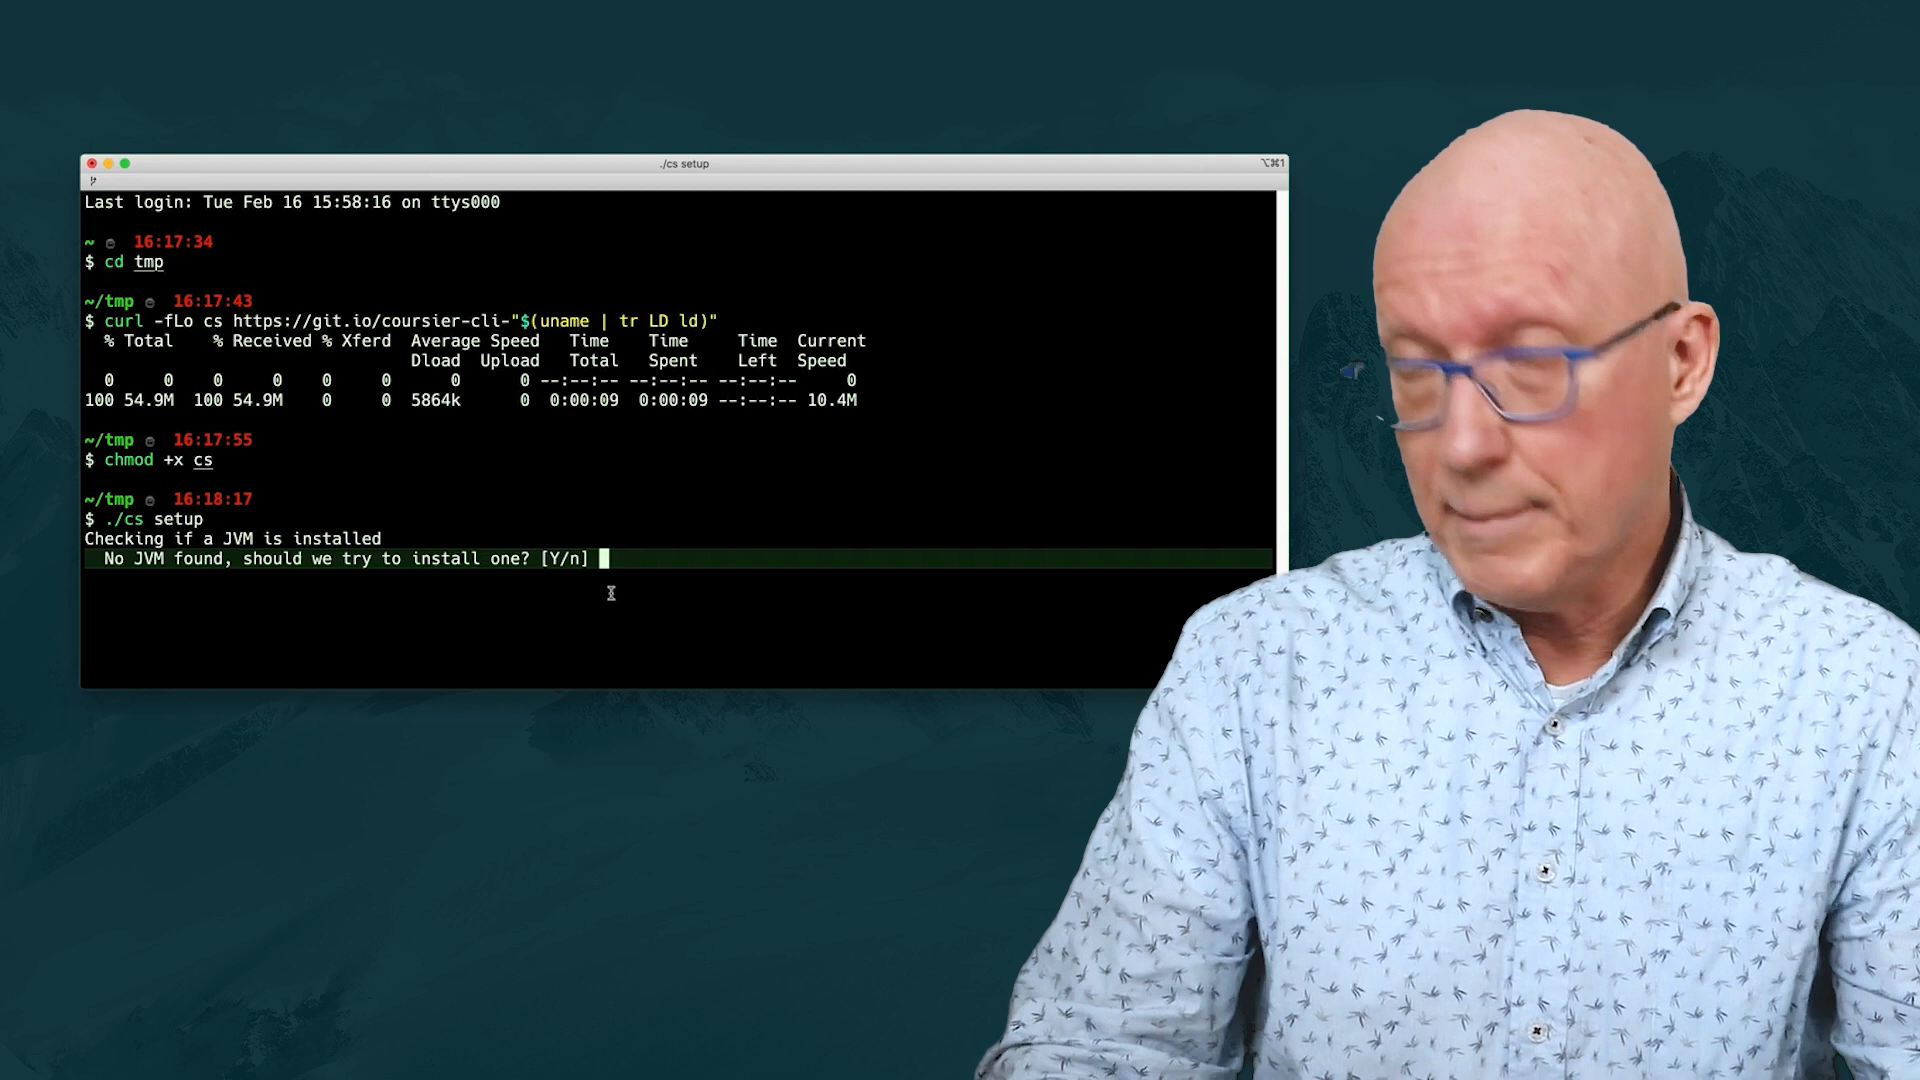 ./cs setup
⌥⌘1
Last login: Tue Feb 16 15:58:16 on ttys000
~ 16:17:34
$ cd tmp
~/tmp 16:17:43
$ curl -fLo cs https://git.io/coursier-cli-"$(uname | tr LD ld)"
% Total % Received % Xferd Average Speed Time Time Time Current
Dload Upload Total Spent Left Speed
0 0 0 0 0 0 0 0 --:--:-- --:--:-- --:--:-- 0
100 54.9M 100 54.9M 0 0 5864k 0 0:00:09 0:00:09 --:--:-- 10.4M
~/tmp 16:17:55
$ chmod +x cs
~/tmp 16:18:17
$ ./cs setup
Checking if a JVM is installed
No JVM found, should we try to install one? [Y/n]